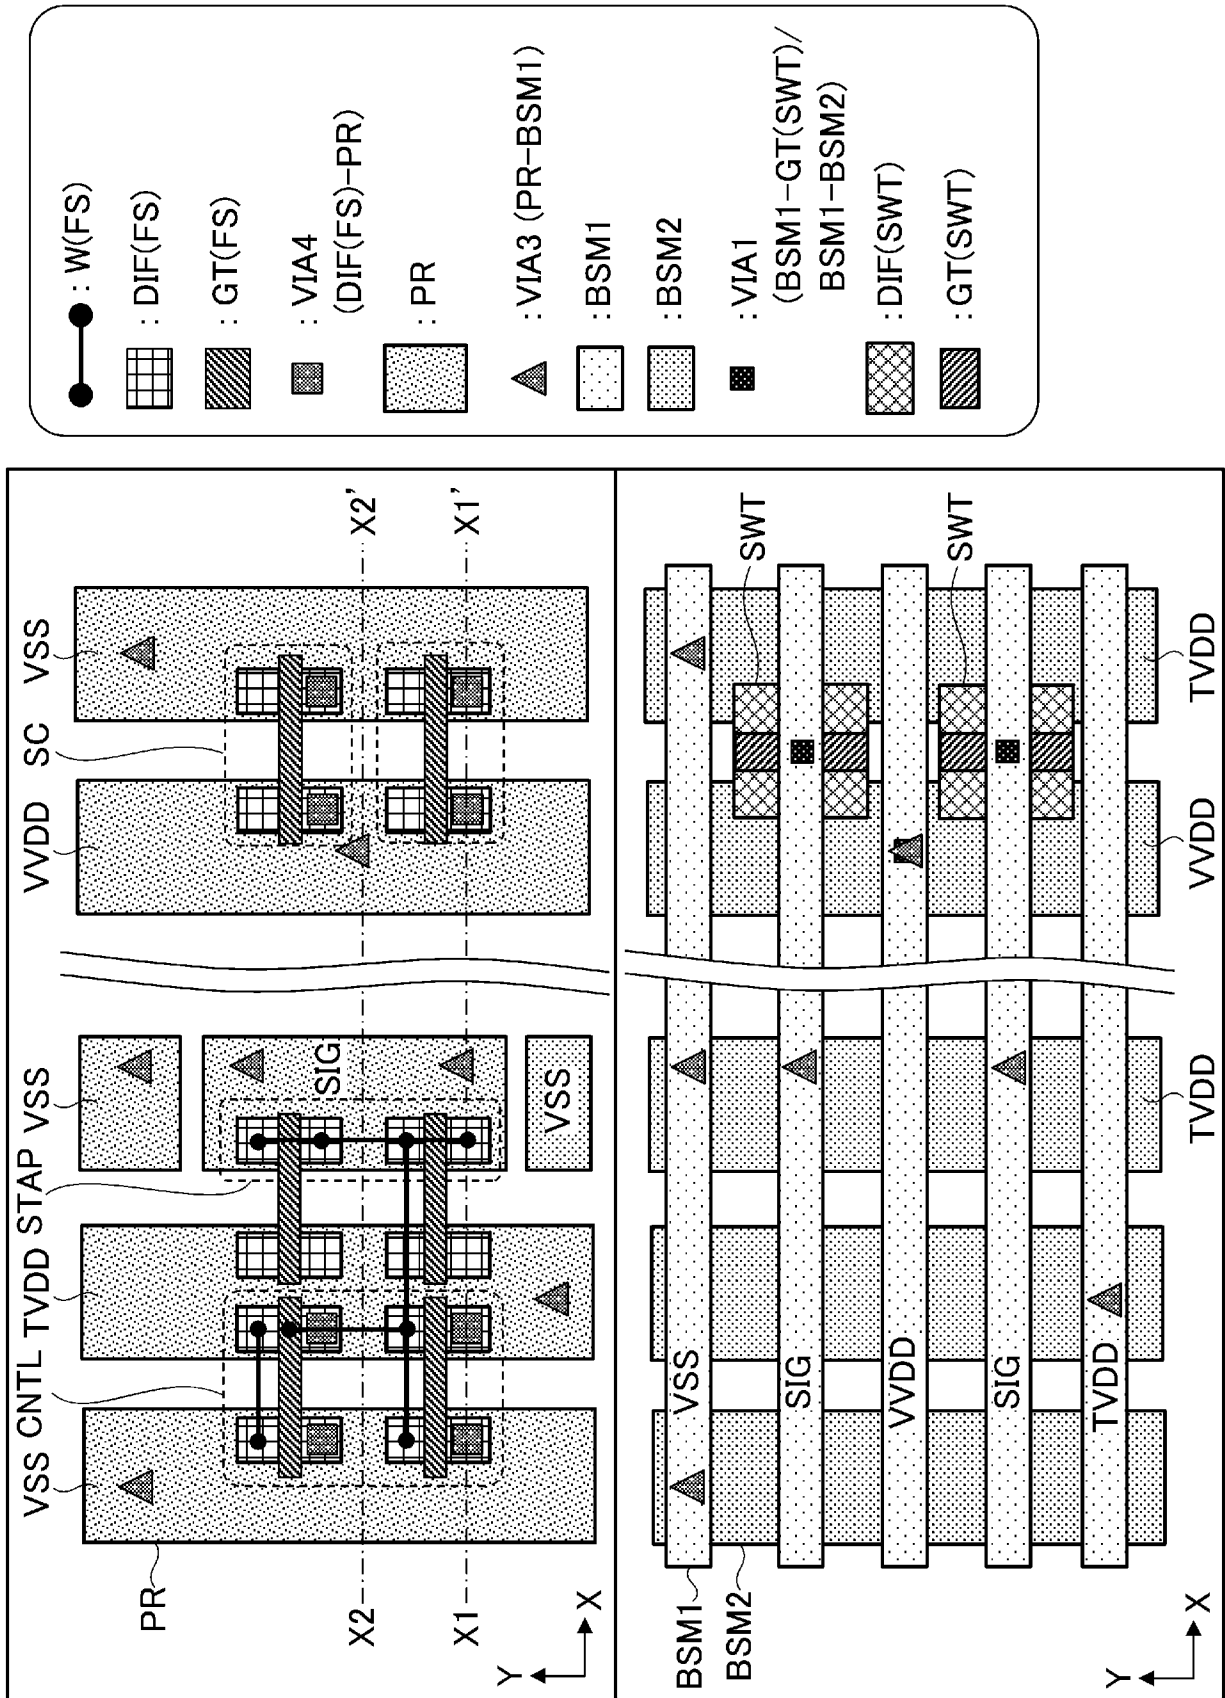 VSS
CNTL
TVDD
STAP
VSS
VVDD
SC
VSS
PR
SIG
VSS
X2
X2'
X1
X1'
Y
X
BSM1
BSM2
VSS
SIG
VVDD
SIG
TVDD
SWT
SWT
TVDD
VVDD
TVDD
Y
X
: W(FS)
: DIF(FS)
: GT(FS)
: VIA4
(DIF(FS)-PR)
: PR
: VIA3 (PR-BSM1)
: BSM1
: BSM2
: VIA1
(BSM1-GT(SWT)/
BSM1-BSM2)
: DIF(SWT)
: GT(SWT)